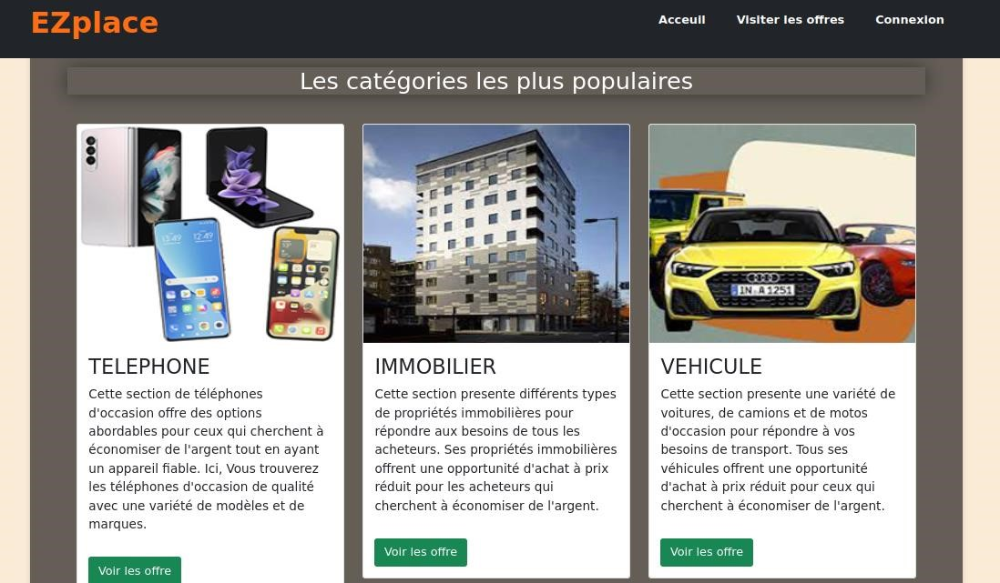 EZplace
Acceuil
Visiter les offres
Connexion
Les catégories les plus populaires
13:49
12:49
IN A 1251
TELEPHONE
Cette section de téléphones
d'occasion offre des options
abordables pour ceux qui cherchent à
économiser de l'argent tout en ayant
un appareil fiable. Ici, Vous trouverez
les téléphones d'occasion de qualité
avec une variété de modèles et de
marques.
Voir les offre
IMMOBILIER
Cette section presente différents types
de propriétés immobilières pour
répondre aux besoins de tous les
acheteurs. Ses propriétés immobilières
offrent une opportunité d'achat à prix
réduit pour les acheteurs qui
cherchent à économiser de l'argent.
Voir les offre
VEHICULE
Cette section presente une variété de
voitures, de camions et de motos
d'occasion pour répondre à vos
besoins de transport. Tous ses
véhicules offrent une opportunité
d'achat à prix réduit pour ceux qui
cherchent à économiser de l'argent.
Voir les offre